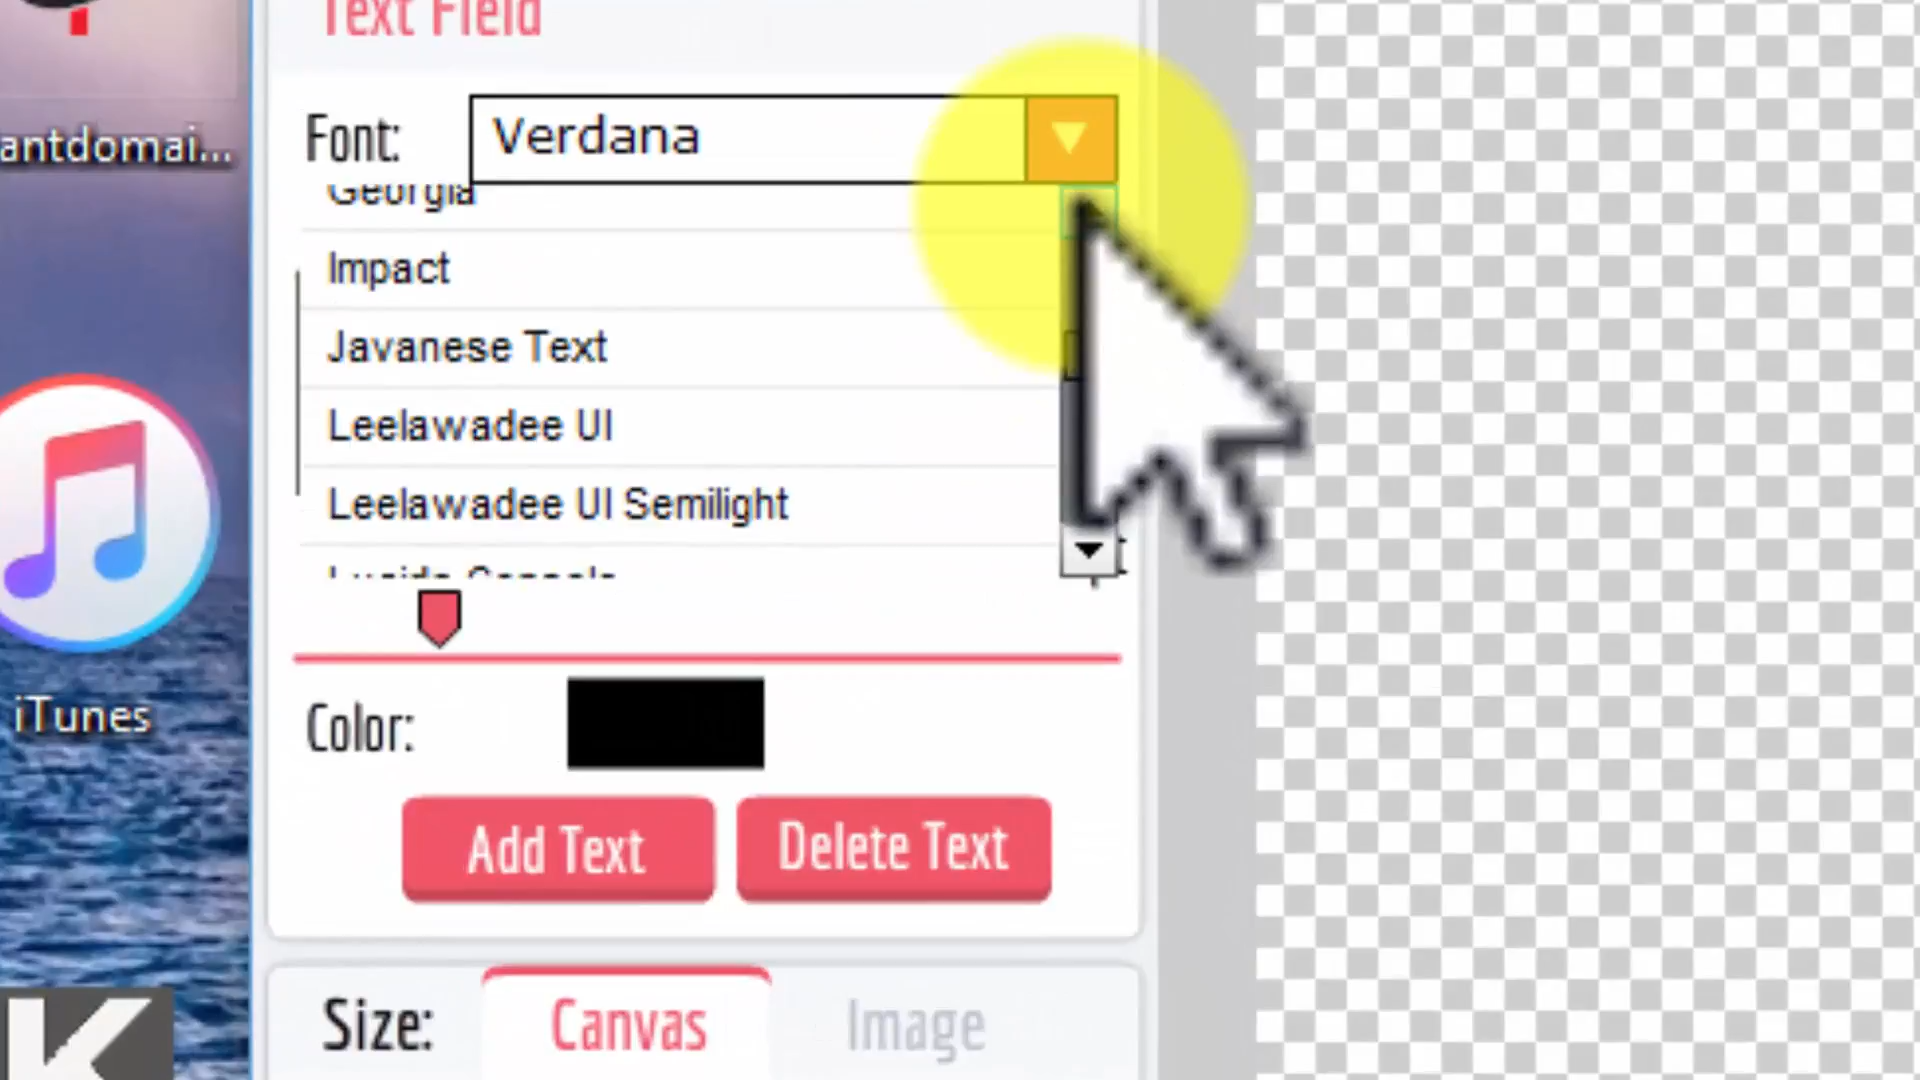 Text Field
Font: Verdana
Georgia
Impact
Javanese Text
Leelawadee UI
Leelawadee UI Semilight
Color:
Add Text Delete Text
Size: Canvas Image
antdomai...
iTunes